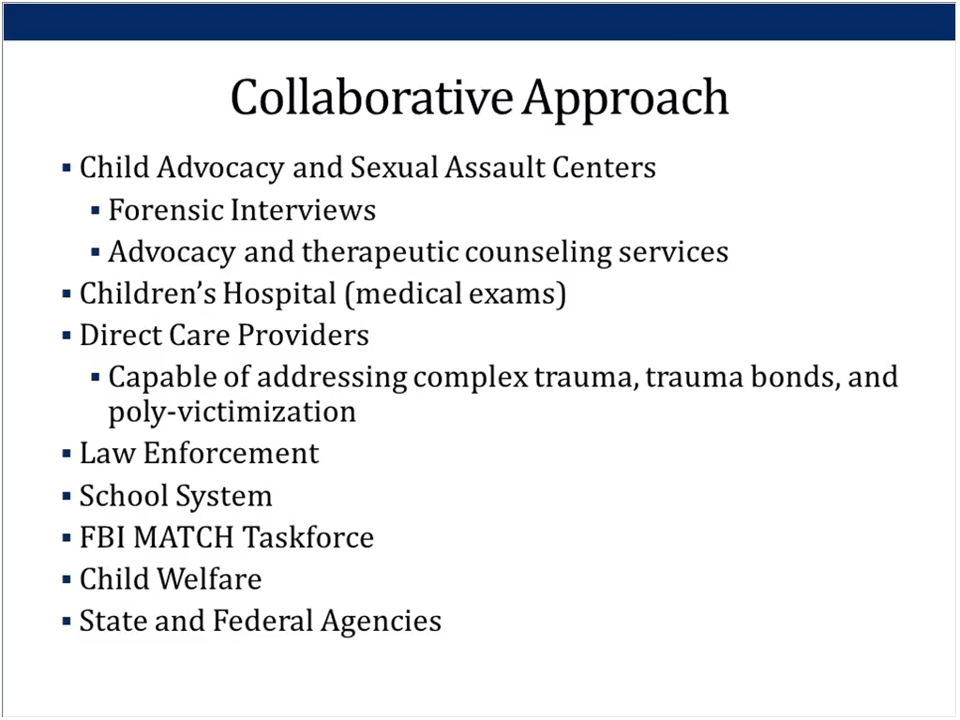 Collaborative Approach
▪ Child Advocacy and Sexual Assault Centers
▪ Forensic Interviews
▪ Advocacy and therapeutic counseling services
▪ Children’s Hospital (medical exams)
▪ Direct Care Providers
▪ Capable of addressing complex trauma, trauma bonds, and
poly-victimization
▪ Law Enforcement
▪ School System
▪ FBI MATCH Taskforce
▪ Child Welfare
▪ State and Federal Agencies